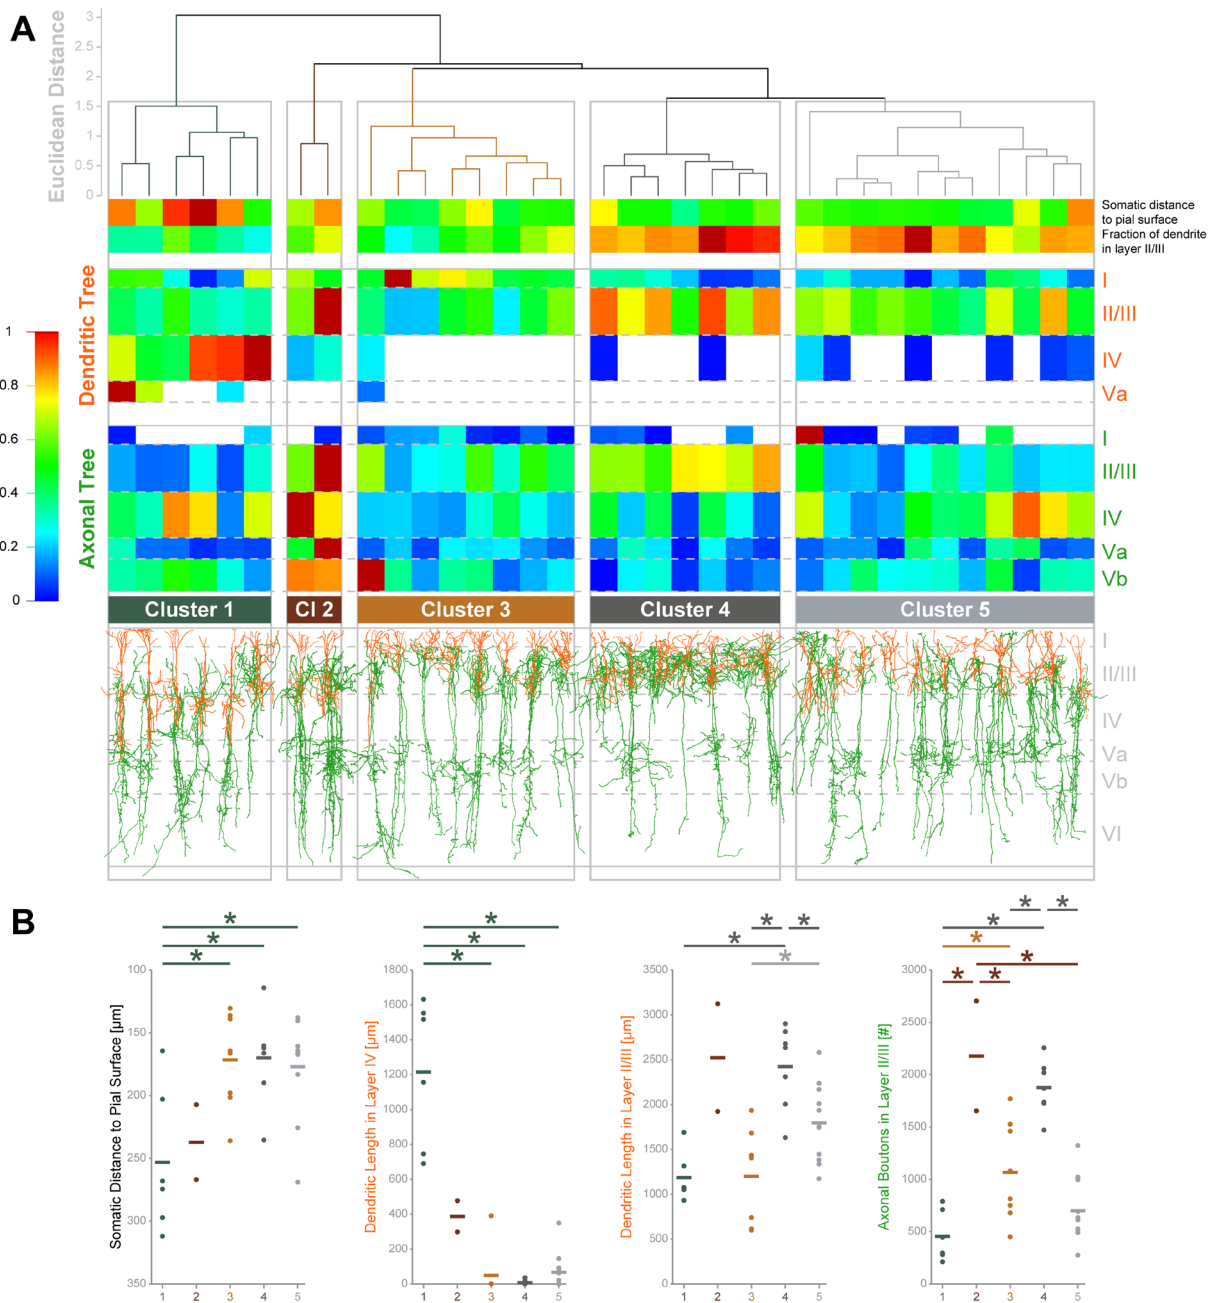 A
Euclidean Distance
3
2.5
2
1.5
1
0.5
0
Somatic distance
to pial surface
Fraction of dendrite
in layer II/III
Dendritic Tree
I
II/III
IV
Va
1
0.8
0.6
0.4
0.2
0
Axonal Tree
I
II/III
IV
Va
Vb
Cluster 1
Cl 2
Cluster 3
Cluster 4
Cluster 5
I
II/III
IV
Va
Vb
VI
B
* * *
Somatic Distance to Pial Surface [µm]
100
150
200
250
300
350
1 2 3 4 5
* * *
Dendritic Length in Layer IV [µm]
1800
1600
1400
1200
1000
800
600
400
200
0
1 2 3 4 5
* * * *
Dendritic Length in Layer II/III [µm]
3500
3000
2500
2000
1500
1000
500
0
1 2 3 4 5
* * * * * * *
Axonal Boutons in Layer II/III [#]
3000
2500
2000
1500
1000
500
0
1 2 3 4 5